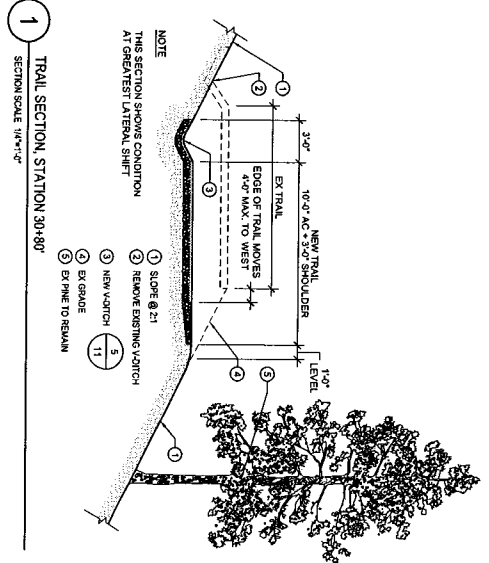 3'-0"
NEW TRAIL
10'-0" AC + 3'-0" SHOULDER
1'-0"
LEVEL
EX TRAIL
EDGE OF TRAIL MOVES
4'-0" MAX. TO WEST
1
2
3
4
5
1
NOTE
THIS SECTION SHOWS CONDITION
AT GREATEST LATERAL SHIFT
1 SLOPE @ 2:1
2 REMOVE EXISTING V-DITCH
3 NEW V-DITCH 5 11
4 EX GRADE
5 EX PINE TO REMAIN
1 TRAIL SECTION, STATION 30+80'
SECTION SCALE 1/4"=1'-0"